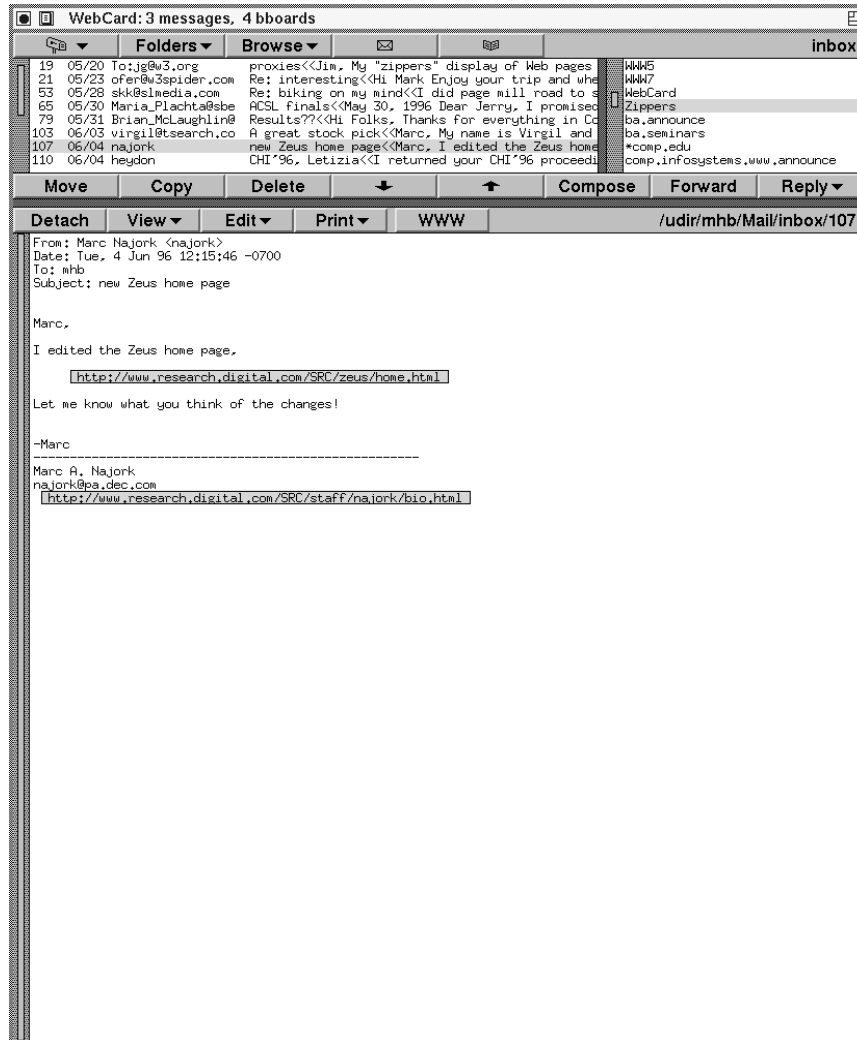 WebCard: 3 messages, 4 bboards
Folders Browse inbox
19 05/20 To:jg@w3.org proxies<<Jim, My "zippers" display of Web pages
21 05/23 ofer@w3spider.com Re: interesting<<Hi Mark Enjoy your trip and whe
53 05/28 skk@slmedia.com Re: biking on my mind<<I did page mill road to s
65 05/30 Maria_Plachta@sbe ACSL finals<<May 30, 1996 Dear Jerry, I promised
79 05/31 Brian_McLaughlin@ Results??<<Hi Folks, Thanks for everything in Co
103 06/03 virgil@tsearch.co A great stock pick<<Marc, My name is Virgil and
107 06/04 najork new Zeus home page<<Marc, I edited the Zeus home
110 06/04 heydon CHI'96, Letizia<<I returned your CHI'96 proceedi
WWW5
WWW7
WebCard
Zippers
ba.announce
ba.seminars
*comp.edu
comp.infosystems.www.announce
Move Copy Delete Compose Forward Reply
Detach View Edit Print WWW /udir/mhb/Mail/inbox/107
From: Marc Najork <najork>
Date: Tue, 4 Jun 96 12:15:46 -0700
To: mhb
Subject: new Zeus home page
Marc,
I edited the Zeus home page,
http://www.research.digital.com/SRC/zeus/home.html
Let me know what you think of the changes!
-Marc
----------------------------------------------------
Marc A. Najork
najork@pa.dec.com
http://www.research.digital.com/SRC/staff/najork/bio.html